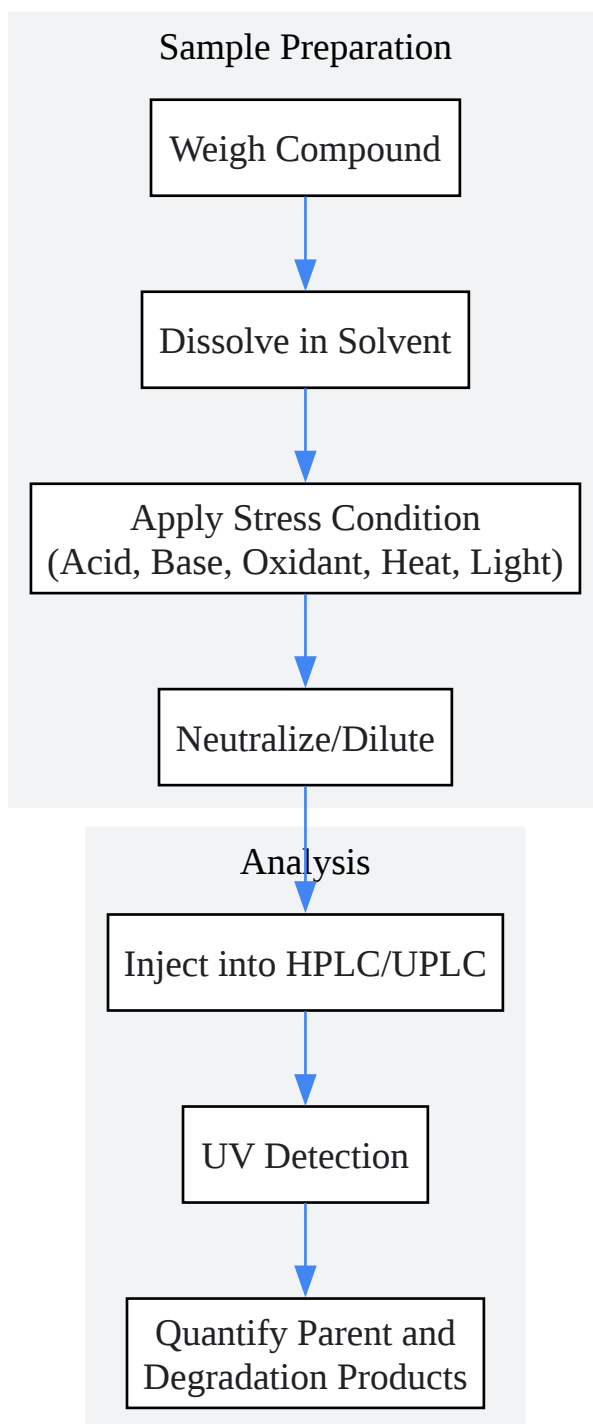 Sample Preparation
Weigh Compound
Dissolve in Solvent
Apply Stress Condition
(Acid, Base, Oxidant, Heat, Light)
Neutralize/Dilute
Analysis
Inject into HPLC/UPLC
UV Detection
Quantify Parent and
Degradation Products